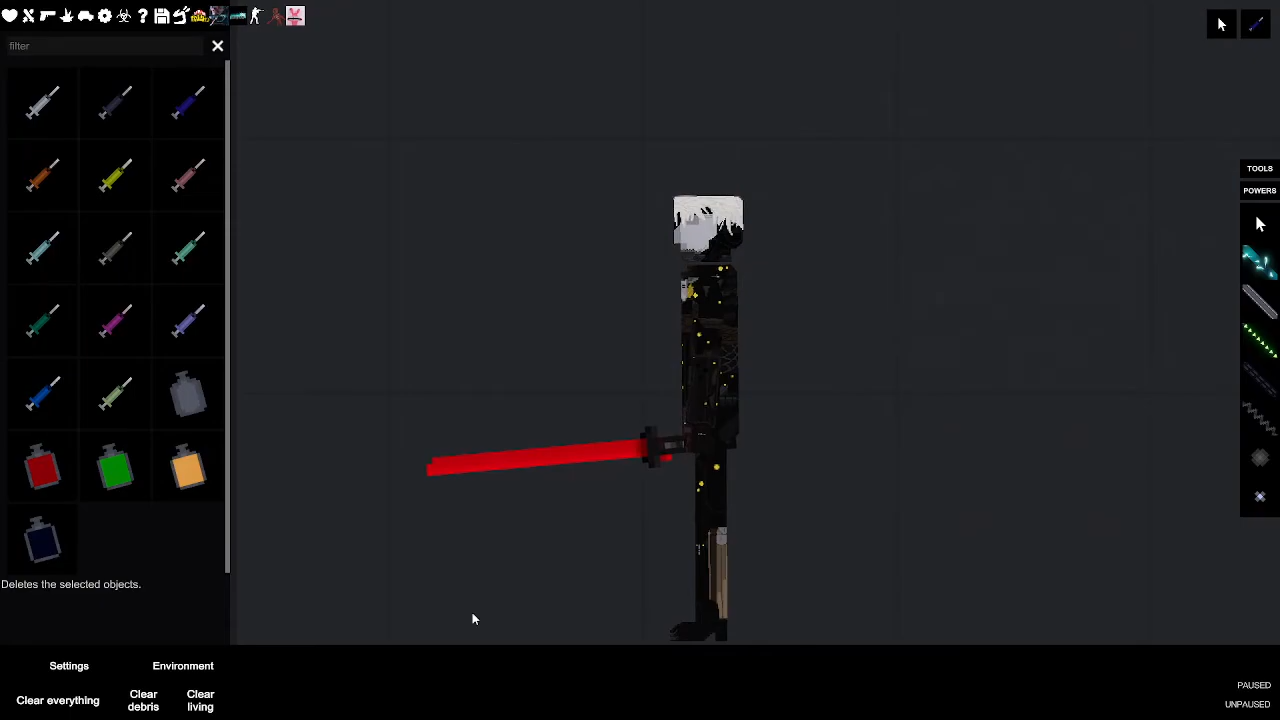 filter
TOOLS
POWERS
Deletes the selected objects.
Settings
Environment
Clear everything
Clear
debris
Clear
living
PAUSED
UNPAUSED